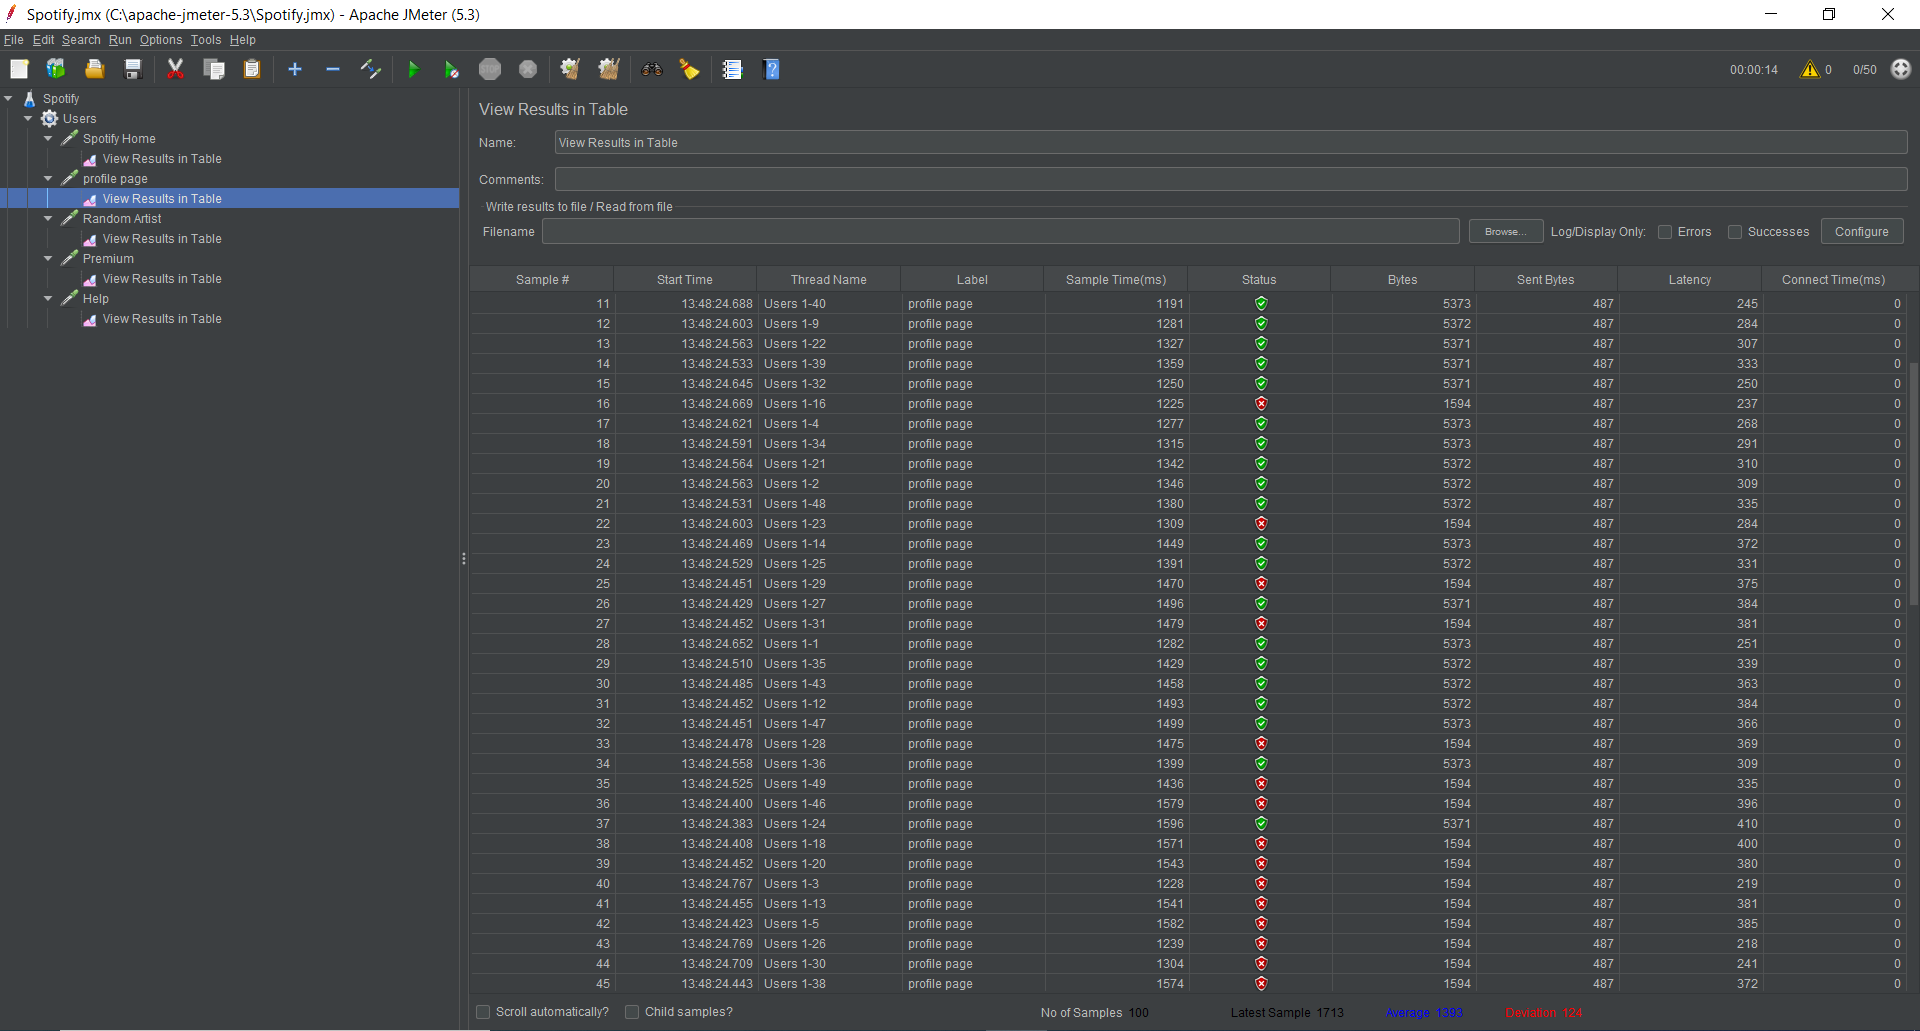 Spotify.jmx (C:\apache-jmeter-5.3\Spotify.jmx) - Apache JMeter (5.3)
File Edit Search Run Options Tools Help
STOP
?
00:00:14 0 0/50
Spotify
Users
Spotify Home
View Results in Table
profile page
View Results in Table
Random Artist
View Results in Table
Premium
View Results in Table
Help
View Results in Table
View Results in Table
Name: View Results in Table
Comments:
Write results to file / Read from file
Filename Browse... Log/Display Only: Errors Successes Configure
Sample # Start Time Thread Name Label Sample Time(ms) Status Bytes Sent Bytes Latency Connect Time(ms)
11 13:48:24.688 Users 1-40 profile page 1191 5373 487 245 0
12 13:48:24.603 Users 1-9 profile page 1281 5372 487 284 0
13 13:48:24.563 Users 1-22 profile page 1327 5371 487 307 0
14 13:48:24.533 Users 1-39 profile page 1359 5371 487 333 0
15 13:48:24.645 Users 1-32 profile page 1250 5371 487 250 0
16 13:48:24.669 Users 1-16 profile page 1225 1594 487 237 0
17 13:48:24.621 Users 1-4 profile page 1277 5373 487 268 0
18 13:48:24.591 Users 1-34 profile page 1315 5373 487 291 0
19 13:48:24.564 Users 1-21 profile page 1342 5372 487 310 0
20 13:48:24.563 Users 1-2 profile page 1346 5372 487 309 0
21 13:48:24.531 Users 1-48 profile page 1380 5372 487 335 0
22 13:48:24.603 Users 1-23 profile page 1309 1594 487 284 0
23 13:48:24.469 Users 1-14 profile page 1449 5373 487 372 0
24 13:48:24.529 Users 1-25 profile page 1391 5372 487 331 0
25 13:48:24.451 Users 1-29 profile page 1470 1594 487 375 0
26 13:48:24.429 Users 1-27 profile page 1496 5371 487 384 0
27 13:48:24.452 Users 1-31 profile page 1479 1594 487 381 0
28 13:48:24.652 Users 1-1 profile page 1282 5373 487 251 0
29 13:48:24.510 Users 1-35 profile page 1429 5372 487 339 0
30 13:48:24.485 Users 1-43 profile page 1458 5372 487 363 0
31 13:48:24.452 Users 1-12 profile page 1493 5372 487 384 0
32 13:48:24.451 Users 1-47 profile page 1499 5373 487 366 0
33 13:48:24.478 Users 1-28 profile page 1475 1594 487 369 0
34 13:48:24.558 Users 1-36 profile page 1399 5373 487 309 0
35 13:48:24.525 Users 1-49 profile page 1436 1594 487 335 0
36 13:48:24.400 Users 1-46 profile page 1579 1594 487 396 0
37 13:48:24.383 Users 1-24 profile page 1596 5371 487 410 0
38 13:48:24.408 Users 1-18 profile page 1571 1594 487 400 0
39 13:48:24.452 Users 1-20 profile page 1543 1594 487 380 0
40 13:48:24.767 Users 1-3 profile page 1228 1594 487 219 0
41 13:48:24.455 Users 1-13 profile page 1541 1594 487 381 0
42 13:48:24.423 Users 1-5 profile page 1582 1594 487 385 0
43 13:48:24.769 Users 1-26 profile page 1239 1594 487 218 0
44 13:48:24.709 Users 1-30 profile page 1304 1594 487 241 0
45 13:48:24.443 Users 1-38 profile page 1574 1594 487 372 0
Scroll automatically? Child samples? No of Samples 100 Latest Sample 1713 Average 1393 Deviation 124